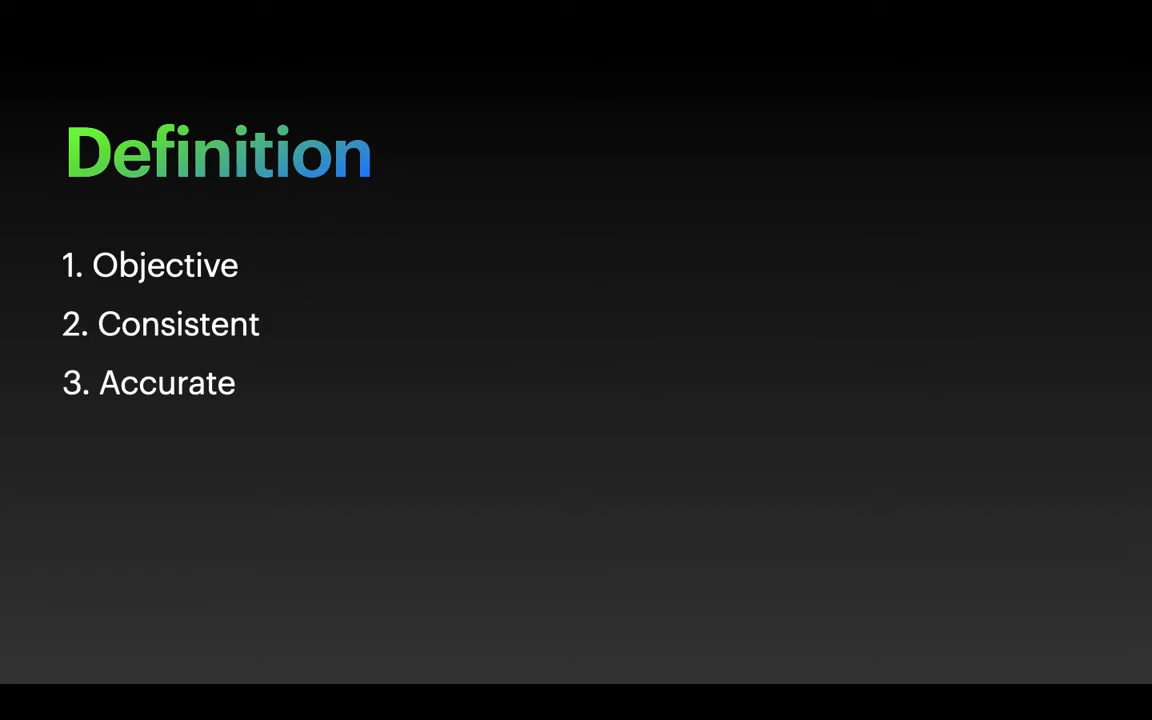 Definition
1. Objective
2. Consistent
3. Accurate